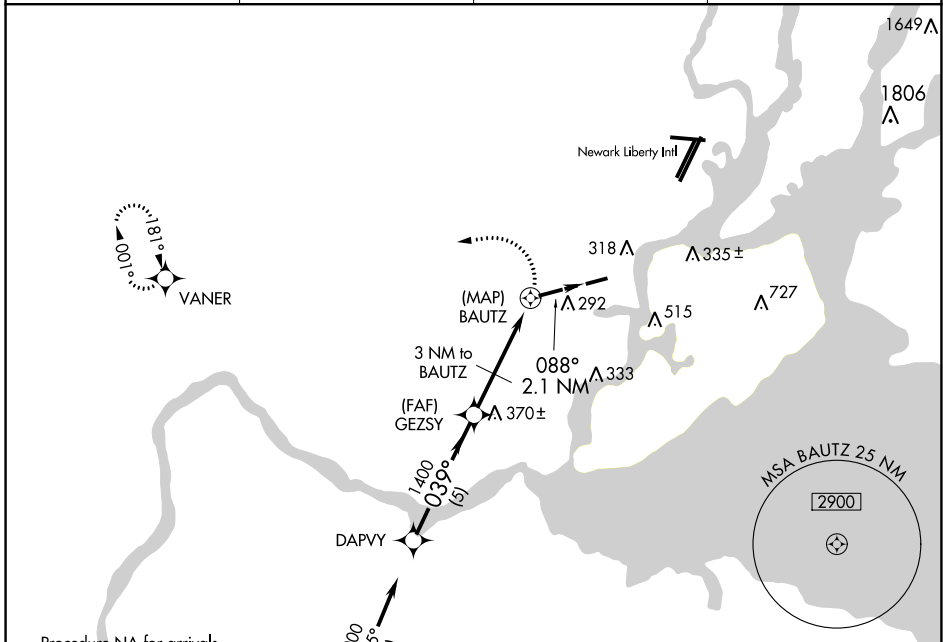 1649
1806
Newark Liberty Intl
181°
001°
VANER
318
335±
(MAP)
BAUTZ
292
727
515
3 NM to
BAUTZ
088°
2.1 NM
333
(FAF)
GEZSY
370±
1400
039°
(5)
MSA BAUTZ 25 NM
2900
DAPVY
Procedure NA for arrivals